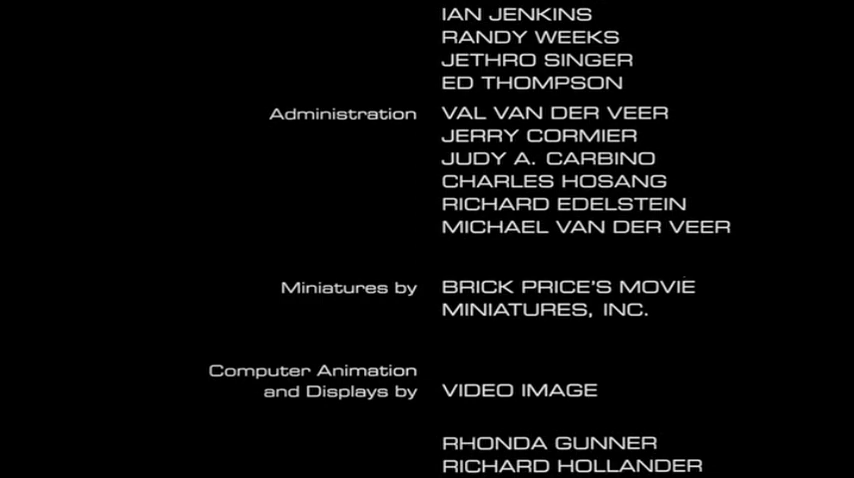 IAN JENKINS
RANDY WEEKS
JETHRO SINGER
ED THOMPSON
Administration VAL VAN DER VEER
JERRY CORMIER
JUDY A. CARBINO
CHARLES HOSANG
RICHARD EDELSTEIN
MICHAEL VAN DER VEER
Miniatures by BRICK PRICE'S MOVIE
MINIATURES, INC.
Computer Animation
and Displays by VIDEO IMAGE
RHONDA GUNNER
RICHARD HOLLANDER